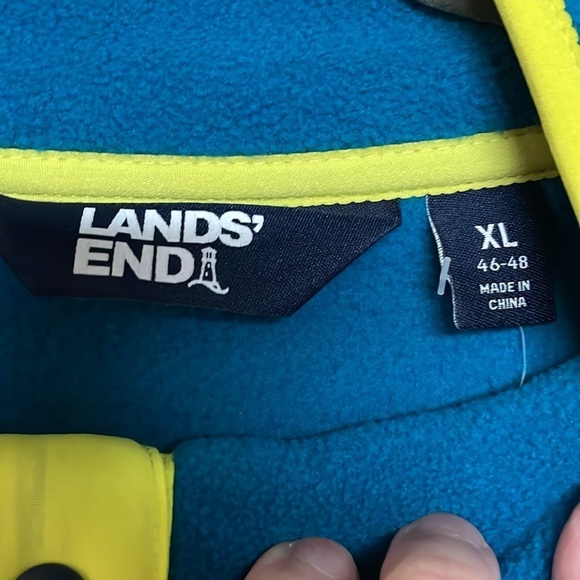 LANDS'
END
XL
46-48
MADE IN
CHINA